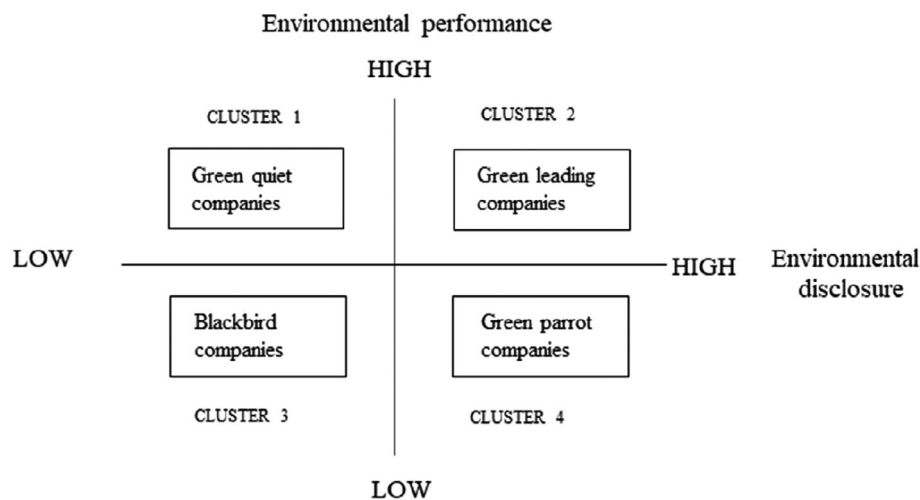 Environmental performance
HIGH
CLUSTER 1
CLUSTER 2
Green quiet
companies
Green leading
companies
LOW
HIGH
Environmental
disclosure
Blackbird
companies
Green parrot
companies
CLUSTER 3
CLUSTER 4
LOW